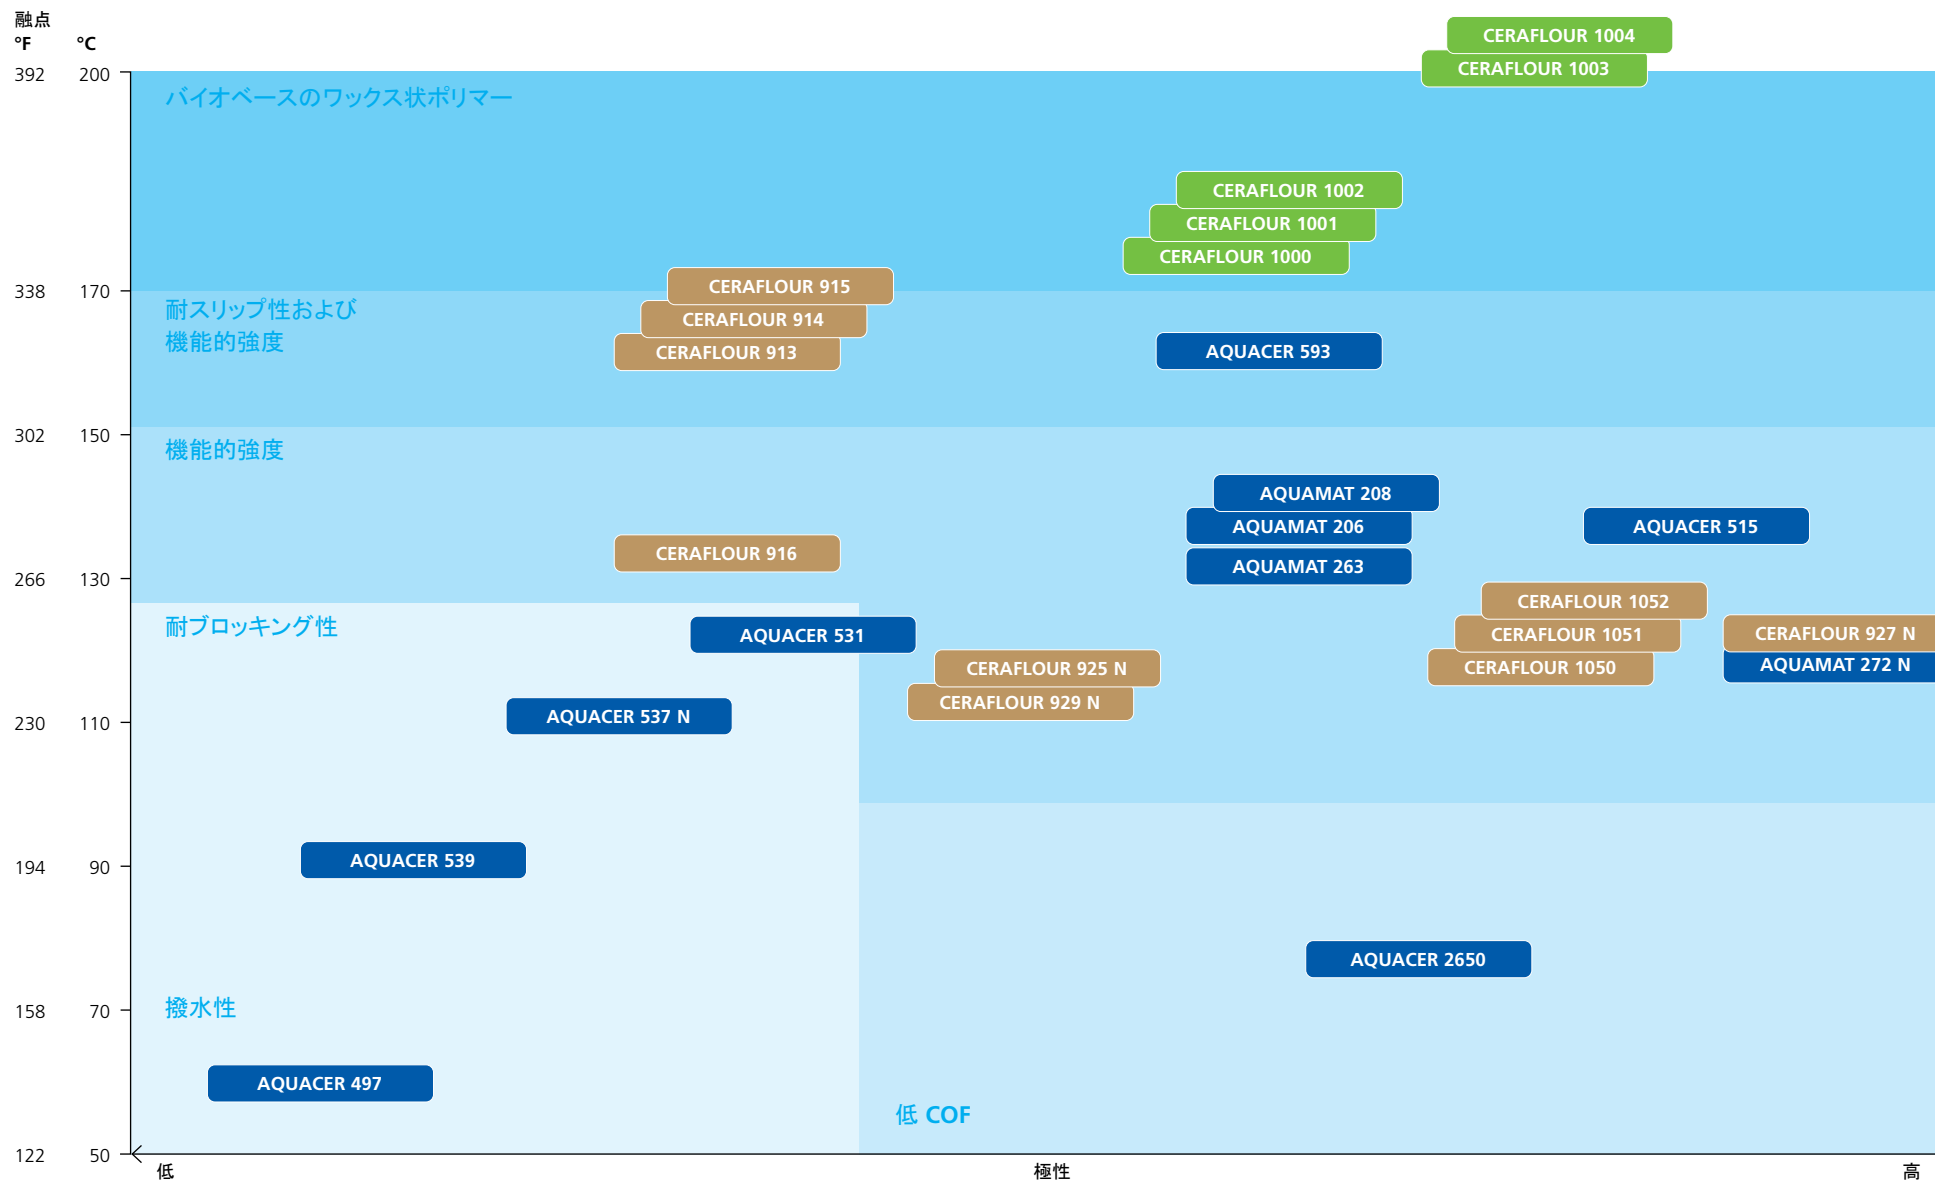 融点
°F °C
CERAFLOUR 1004
CERAFLOUR 1003
392 200
バイオベースのワックス状ポリマー
CERAFLOUR 1002
CERAFLOUR 1001
CERAFLOUR 1000
CERAFLOUR 915
338 170
耐スリップ性および
機能的強度
CERAFLOUR 914
CERAFLOUR 913
AQUACER 593
302 150
機能的強度
AQUAMAT 208
AQUAMAT 206
AQUACER 515
CERAFLOUR 916
AQUAMAT 263
266 130
CERAFLOUR 1052
耐ブロッキング性
AQUACER 531
CERAFLOUR 1051
CERAFLOUR 927 N
CERAFLOUR 925 N
CERAFLOUR 1050
AQUAMAT 272 N
CERAFLOUR 929 N
AQUACER 537 N
230 110
AQUACER 539
194 90
AQUACER 2650
158 70
撥水性
AQUACER 497
低 COF
122 50
低 極性 高